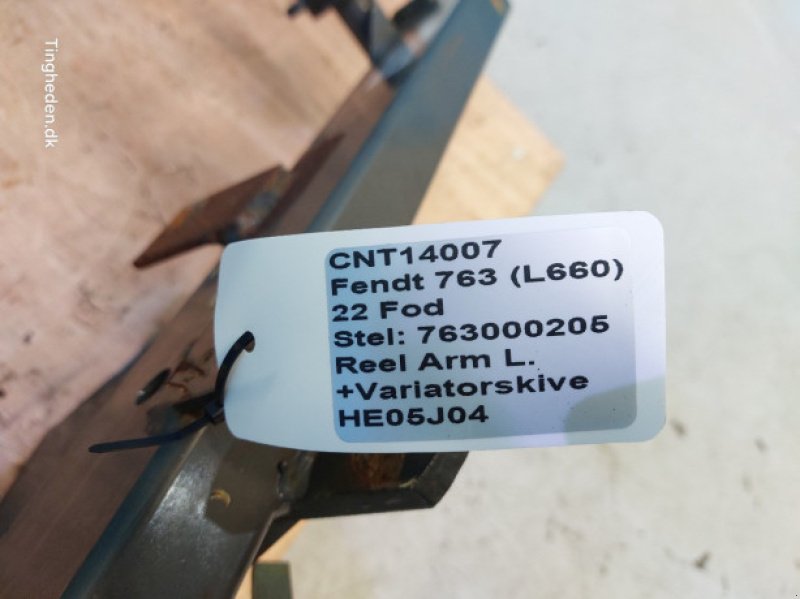 Tingheden.dk
CNT14007
Fendt 763 (L660)
22 Fod
Stel: 763000205
Reel Arm L.
+Variatorskive
HE05J04